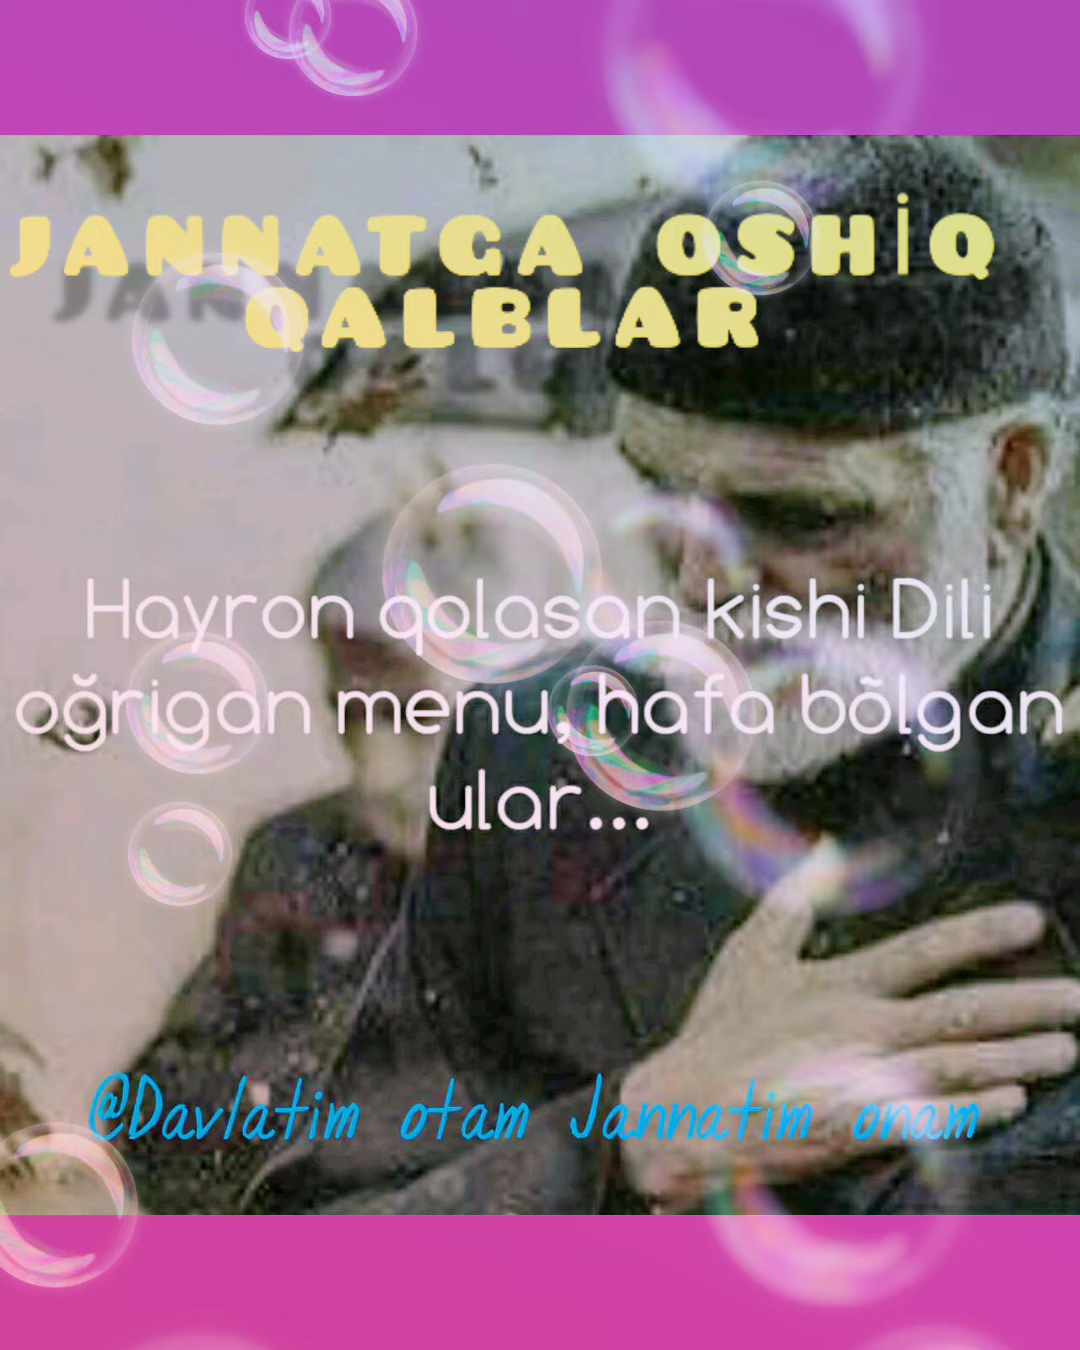 JANNATGA OSHİQ
QALBLAR
Hayron qolasan kishi Dili
oğrigan menu, hafa bõlgan
ular...
@Davlatim otam Jannatim onam